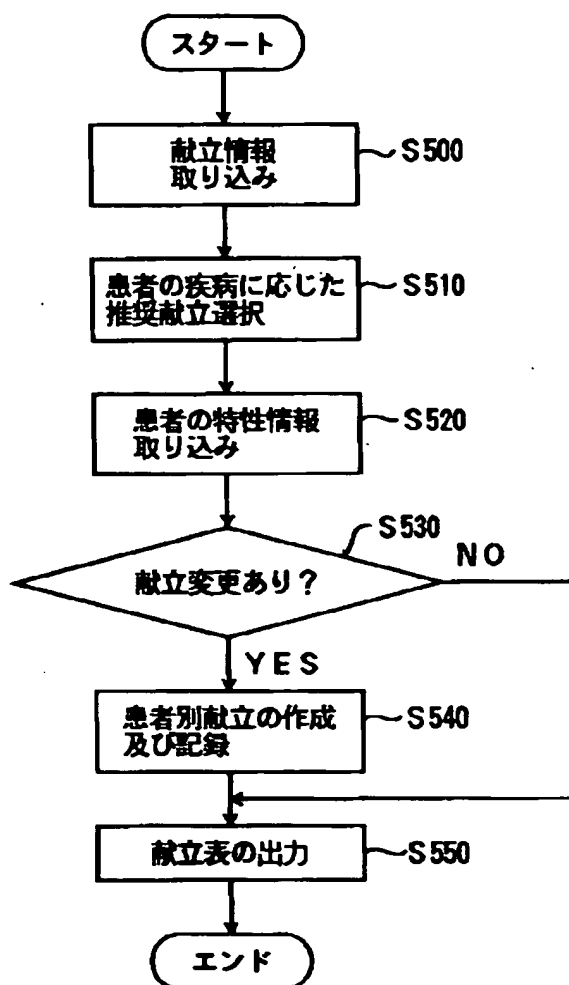 スタート
献立情報
取り込み
S500
患者の疾病に応じた
推奨献立選択
S510
患者の特性情報
取り込み
S520
S530
献立変更あり?
NO
YES
患者別献立の作成
及び記録
S540
献立表の出力
S550
エンド